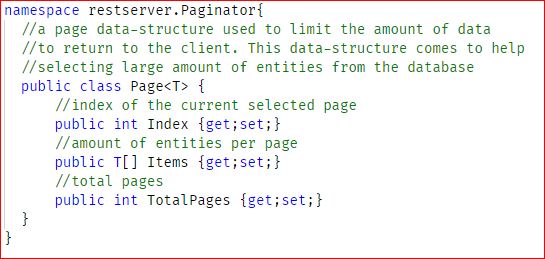 namespace restserver.Paginator{
//a page data-structure used to limit the amount of data
//to return to the client. This data-structure comes to help
//selecting large amount of entities from the database
public class Page<T> {
//index of the current selected page
public int Index {get;set;}
//amount of entities per page
public T[] Items {get;set;}
//total pages
public int TotalPages {get;set;}
}
}